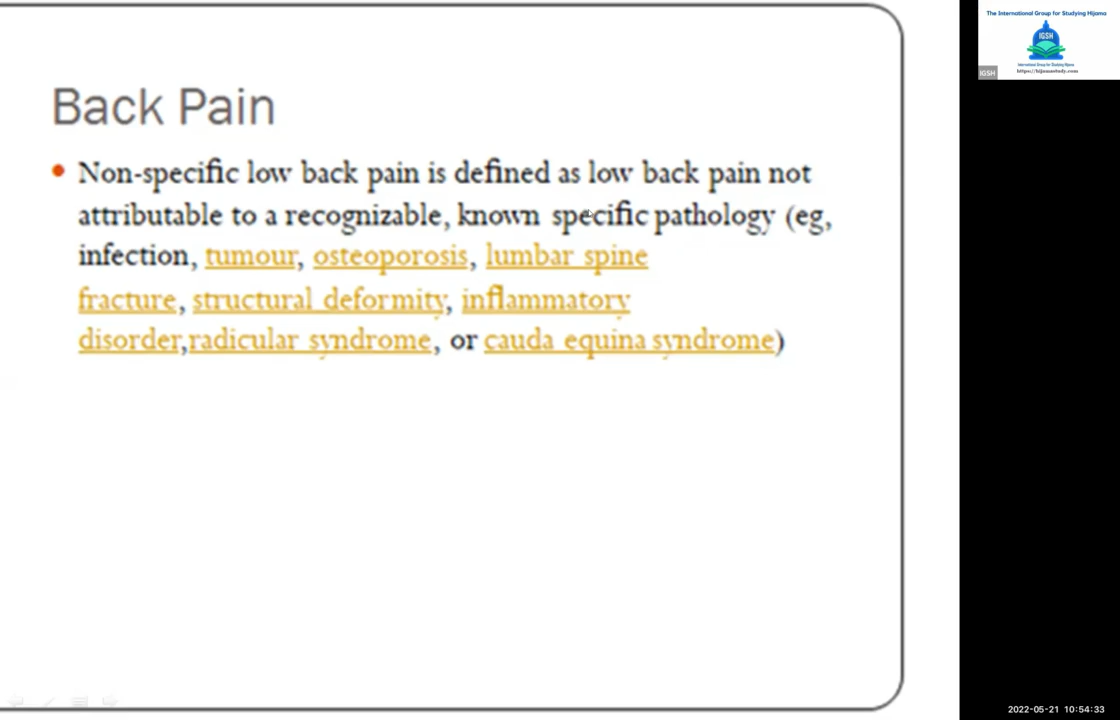 Back Pain
• Non-specific low back pain is defined as low back pain not
attributable to a recognizable, known specific pathology (eg,
infection, tumour, osteoporosis, lumbar spine
fracture, structural deformity, inflammatory
disorder,radicular syndrome, or cauda equina syndrome)
The International Group for Studying Hijama
IGSH
International Group for Studying Hijama
https://hijamastudy.com
IGSH
2022-05-21 10:54:33